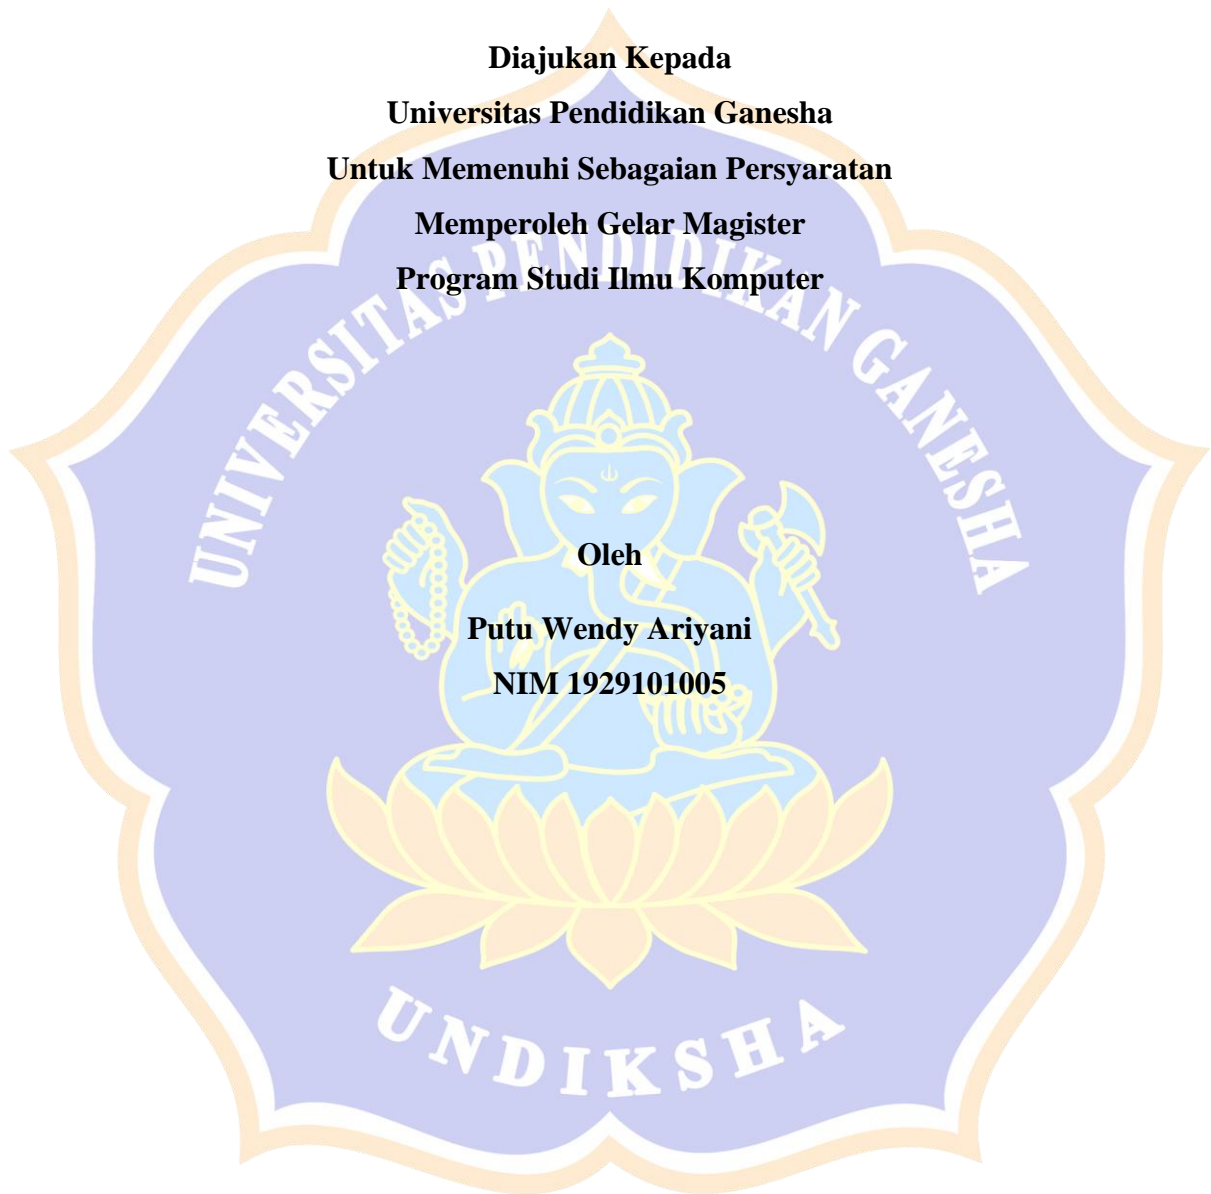 Diajukan Kepada
Universitas Pendidikan Ganesha
Untuk Memenuhi Sebagaian Persyaratan
Memperoleh Gelar Magister
Program Studi Ilmu Komputer
UNIVERSITAS PENDIDIKAN GANESHA
Oleh
Putu Wendy Ariyani
NIM 1929101005
UNDIKSHA